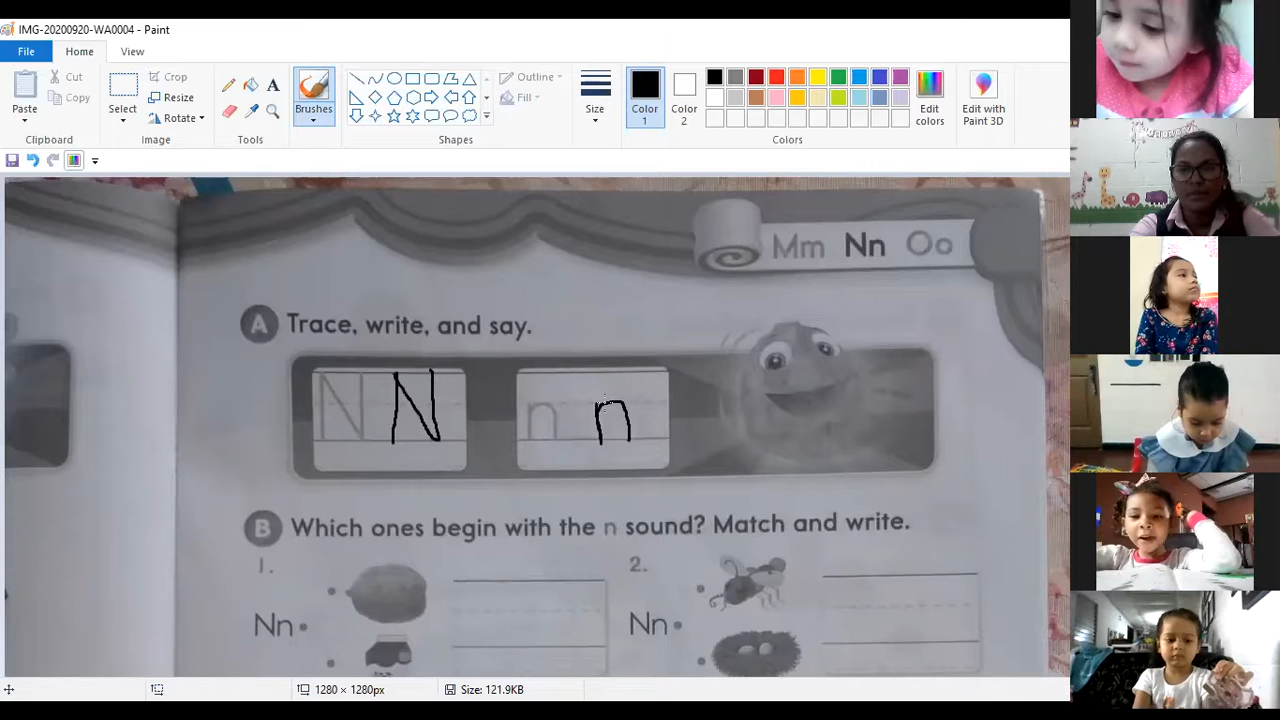 IMG-20200920-WA0004 - Paint
File Home View
Paste
Cut
Copy
Clipboard
Select
Crop
Resize
Rotate
Image
A
Tools
Brushes
Shapes
Outline
Fill
Size
Color 1
Color 2
Colors
Edit colors
Edit with Paint 3D
Mm Nn Oo
A Trace, write, and say.
N N n n
B Which ones begin with the n sound? Match and write.
1. 2.
Nn Nn
1280 × 1280px Size: 121.9KB